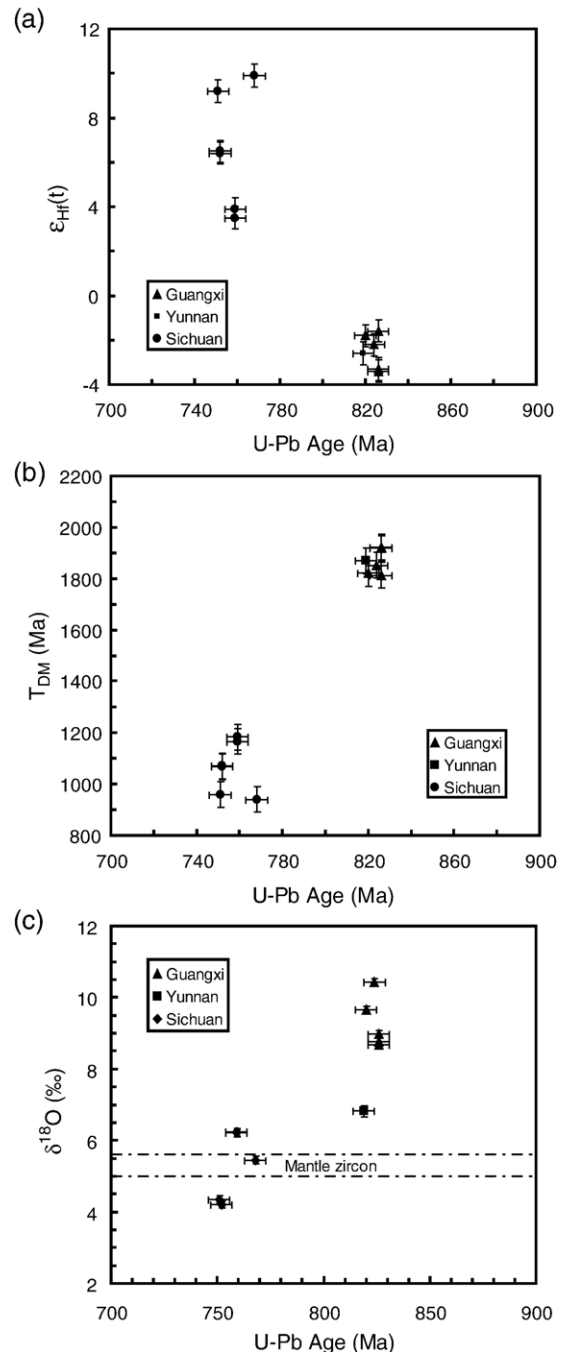 (a)
12
8
4
0
-4
εHf(t)
Guangxi
Yunnan
Sichuan
700 740 780 820 860 900
U-Pb Age (Ma)
(b)
2200
2000
1800
1600
1400
1200
1000
800
TDM (Ma)
Guangxi
Yunnan
Sichuan
700 740 780 820 860 900
U-Pb Age (Ma)
(c)
12
10
8
6
4
2
δ18O (‰)
Guangxi
Yunnan
Sichuan
Mantle zircon
700 750 800 850 900
U-Pb Age (Ma)